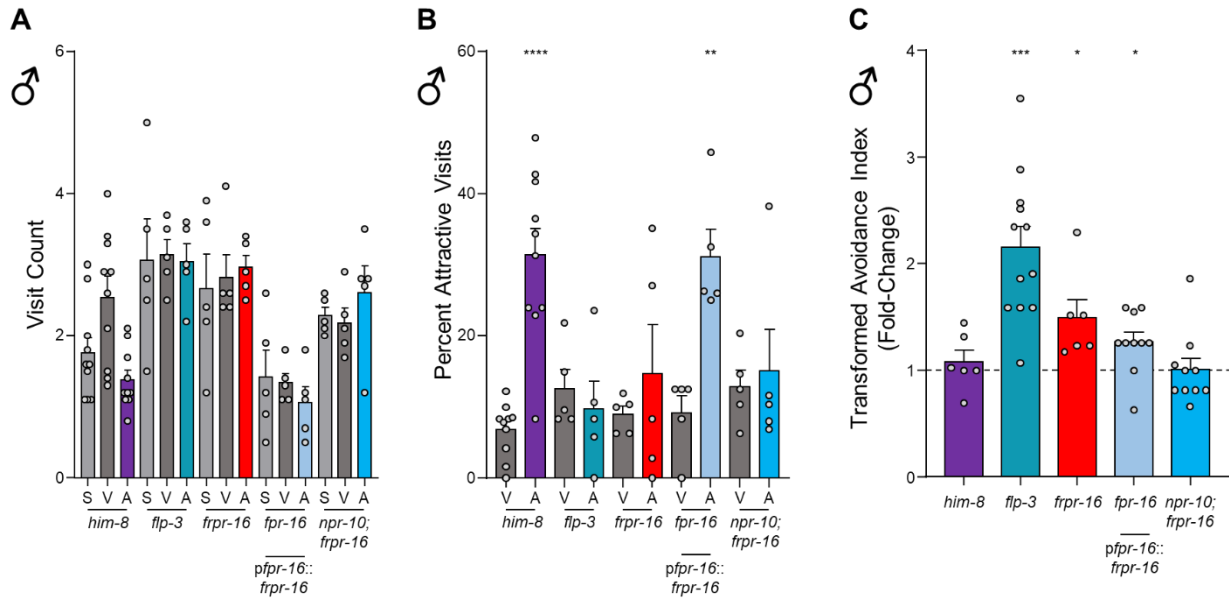 A
♂
Visit Count
6
4
2
0
S V A S V A S V A S V A S V A
him-8 flp-3 frpr-16 fpr-16 npr-10;
frpr-16
pfpr-16::
frpr-16
B
♂
Percent Attractive Visits
60
40
20
0
**** **
V A V A V A V A V A
him-8 flp-3 frpr-16 fpr-16 npr-10;
frpr-16
pfpr-16::
frpr-16
C
♂
Transformed Avoidance Index
(Fold-Change)
4
3
2
1
0
*** * *
him-8 flp-3 frpr-16 fpr-16 npr-10;
frpr-16
pfpr-16::
frpr-16